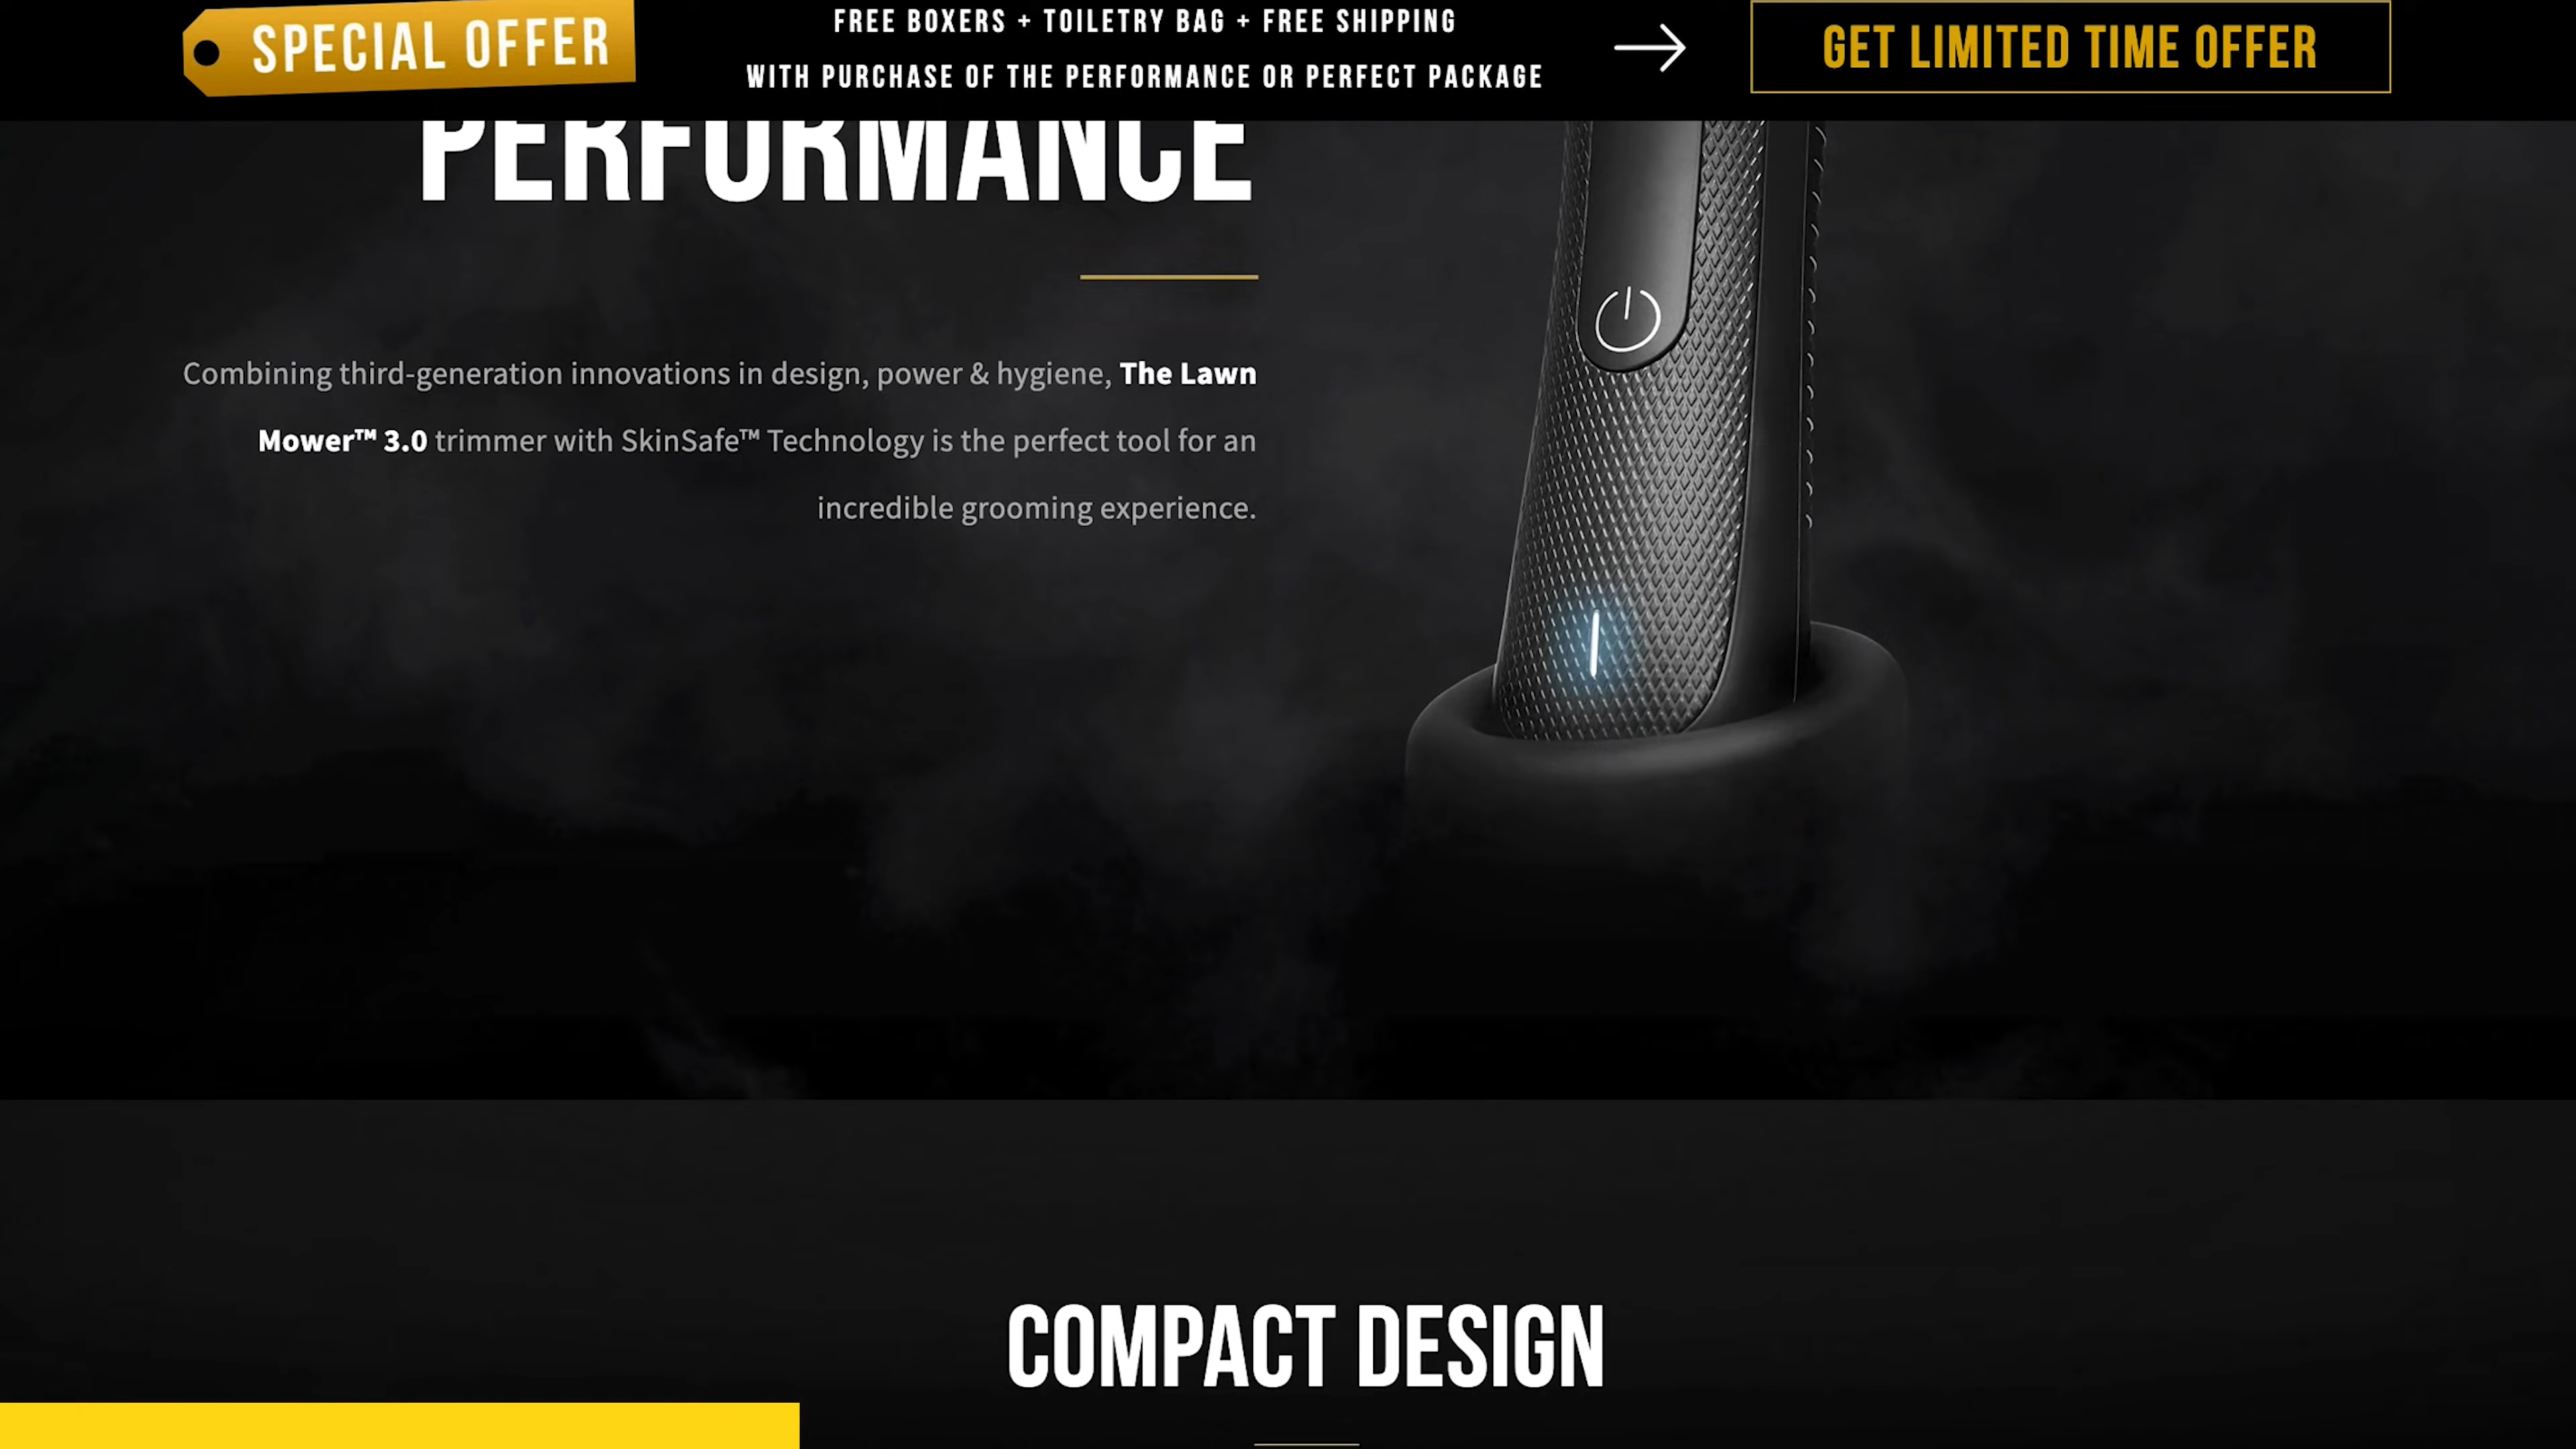 SPECIAL OFFER
FREE BOXERS + TOILETRY BAG + FREE SHIPPING
WITH PURCHASE OF THE PERFORMANCE OR PERFECT PACKAGE
GET LIMITED TIME OFFER
PERFORMANCE
Combining third-generation innovations in design, power & hygiene, The Lawn
Mower™ 3.0 trimmer with SkinSafe™ Technology is the perfect tool for an
incredible grooming experience.
COMPACT DESIGN